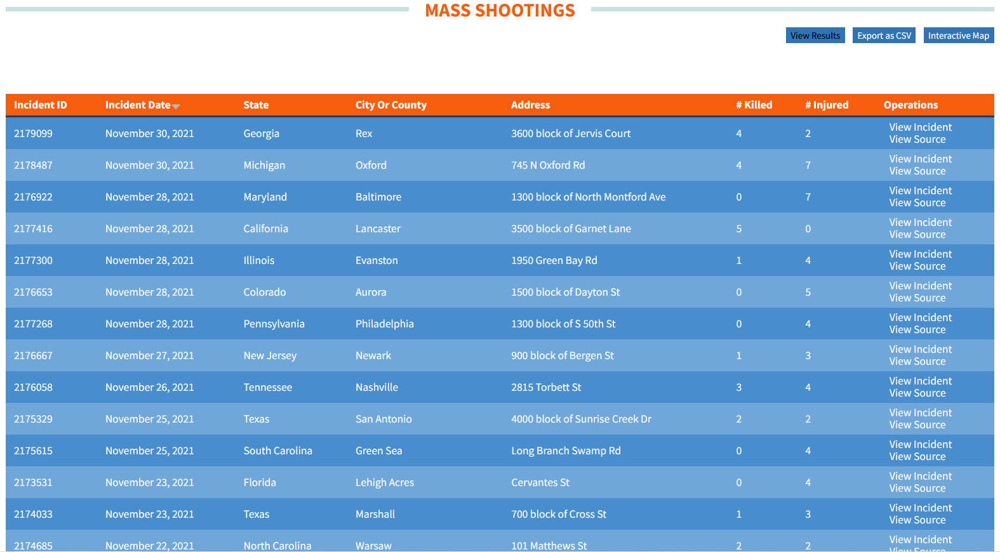 MASS SHOOTINGS
View Results Export as CSV Interactive Map
Incident ID Incident Date State City Or County Address # Killed # Injured Operations
2179099 November 30, 2021 Georgia Rex 3600 block of Jervis Court 4 2 View Incident
View Source
2178487 November 30, 2021 Michigan Oxford 745 N Oxford Rd 4 7 View Incident
View Source
2176922 November 28, 2021 Maryland Baltimore 1300 block of North Montford Ave 0 7 View Incident
View Source
2177416 November 28, 2021 California Lancaster 3500 block of Garnet Lane 5 0 View Incident
View Source
2177300 November 28, 2021 Illinois Evanston 1950 Green Bay Rd 1 4 View Incident
View Source
2176653 November 28, 2021 Colorado Aurora 1500 block of Dayton St 0 5 View Incident
View Source
2177268 November 28, 2021 Pennsylvania Philadelphia 1300 block of S 50th St 0 4 View Incident
View Source
2176667 November 27, 2021 New Jersey Newark 900 block of Bergen St 1 3 View Incident
View Source
2176058 November 26, 2021 Tennessee Nashville 2815 Torbett St 3 4 View Incident
View Source
2175329 November 25, 2021 Texas San Antonio 4000 block of Sunrise Creek Dr 2 2 View Incident
View Source
2175615 November 25, 2021 South Carolina Green Sea Long Branch Swamp Rd 0 4 View Incident
View Source
2173531 November 23, 2021 Florida Lehigh Acres Cervantes St 0 4 View Incident
View Source
2174033 November 23, 2021 Texas Marshall 700 block of Cross St 1 3 View Incident
View Source
2174685 November 22, 2021 North Carolina Warsaw 101 Matthews St 2 2 View Incident
View Source